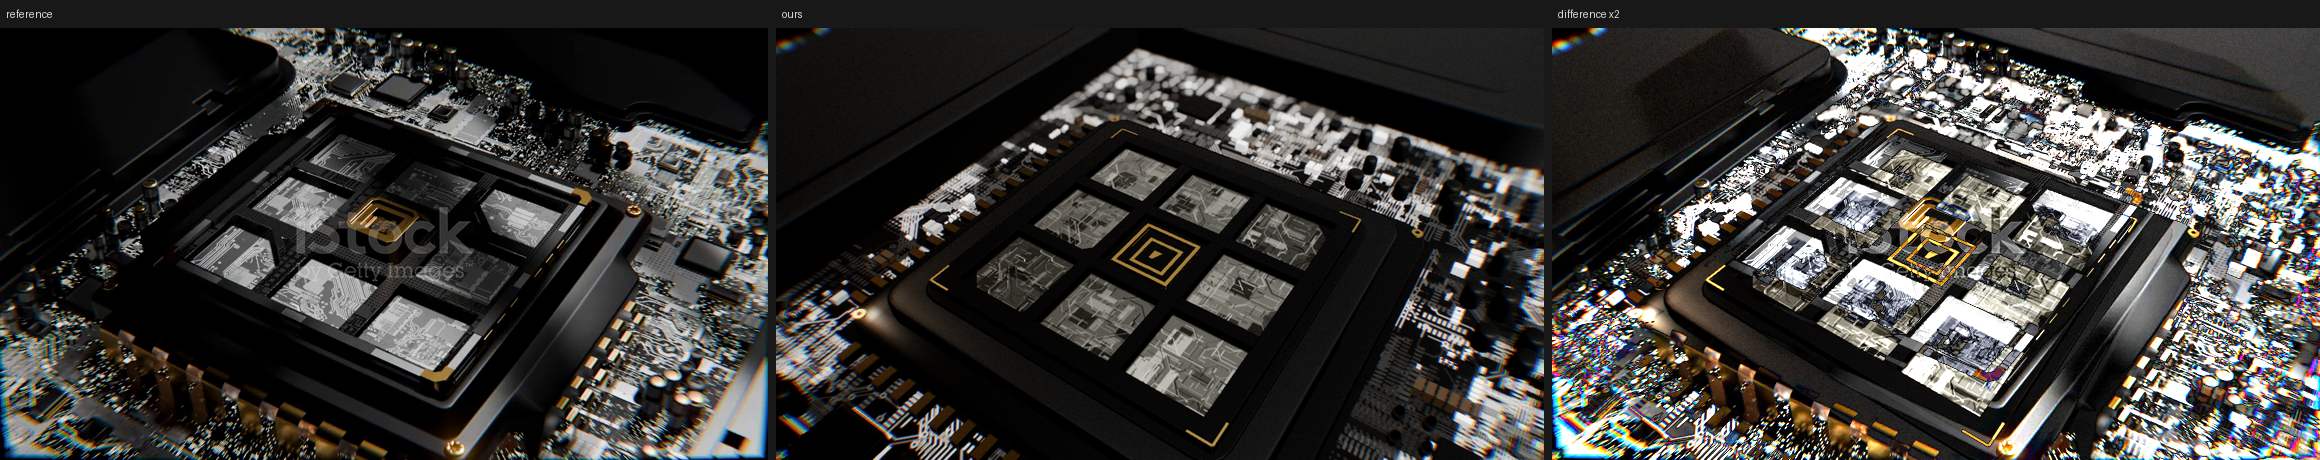 reference
ours
difference x2
iStock
by Getty Images